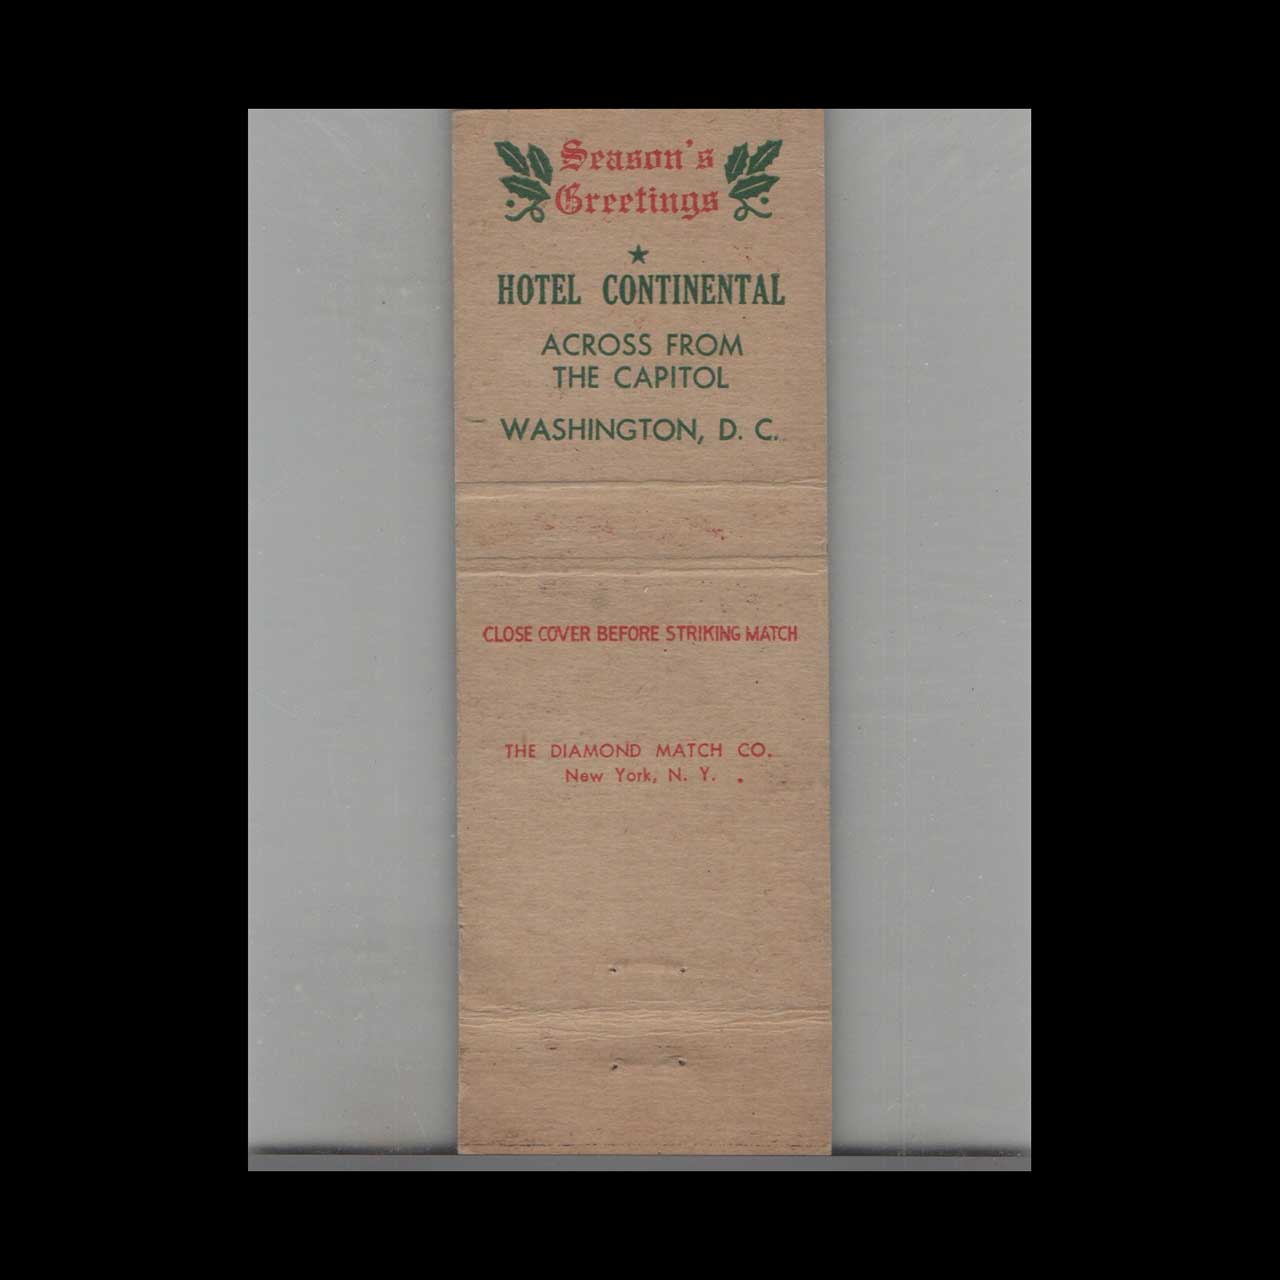 Season's
Greetings
HOTEL CONTINENTAL
ACROSS FROM
THE CAPITOL
WASHINGTON, D. C.
CLOSE COVER BEFORE STRIKING MATCH
THE DIAMOND MATCH CO.
New York, N. Y.